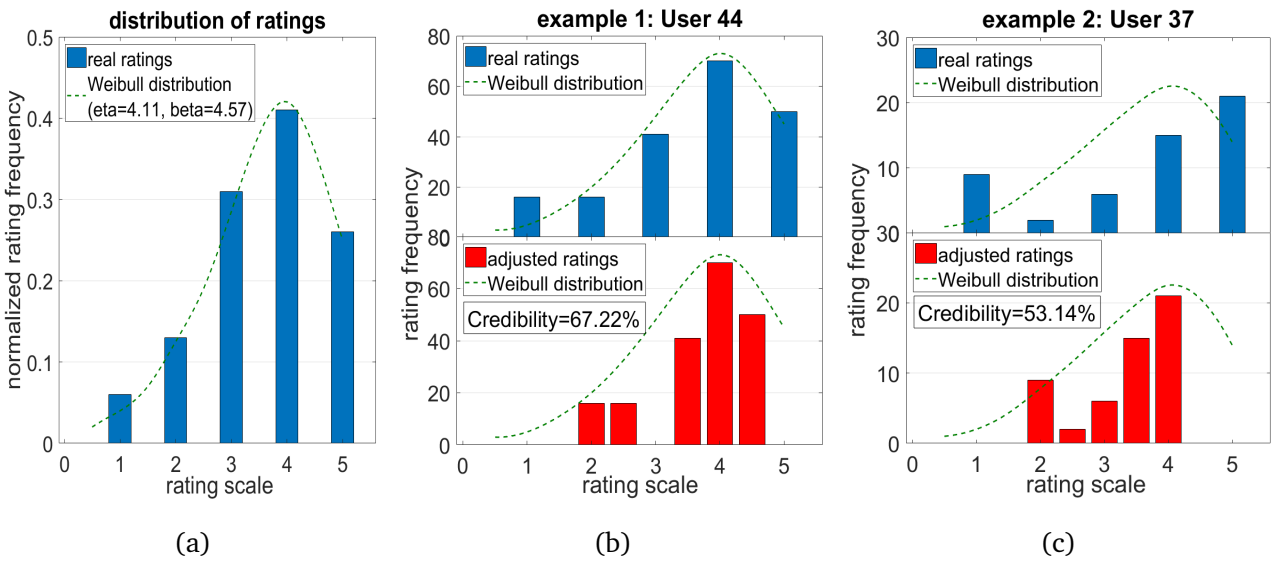 distribution of ratings
0.5
0.4
0.3
0.2
0.1
0
normalized rating frequency
real ratings
Weibull distribution
(eta=4.11, beta=4.57)
0 1 2 3 4 5
rating scale
(a)
example 1: User 44
80
60
40
20
80
60
40
20
0
rating frequency
real ratings
Weibull distribution
adjusted ratings
Weibull distribution
Credibility=67.22%
0 1 2 3 4 5
rating scale
(b)
example 2: User 37
30
20
10
30
20
10
0
rating frequency
real ratings
Weibull distribution
adjusted ratings
Weibull distribution
Credibility=53.14%
0 1 2 3 4 5
rating scale
(c)